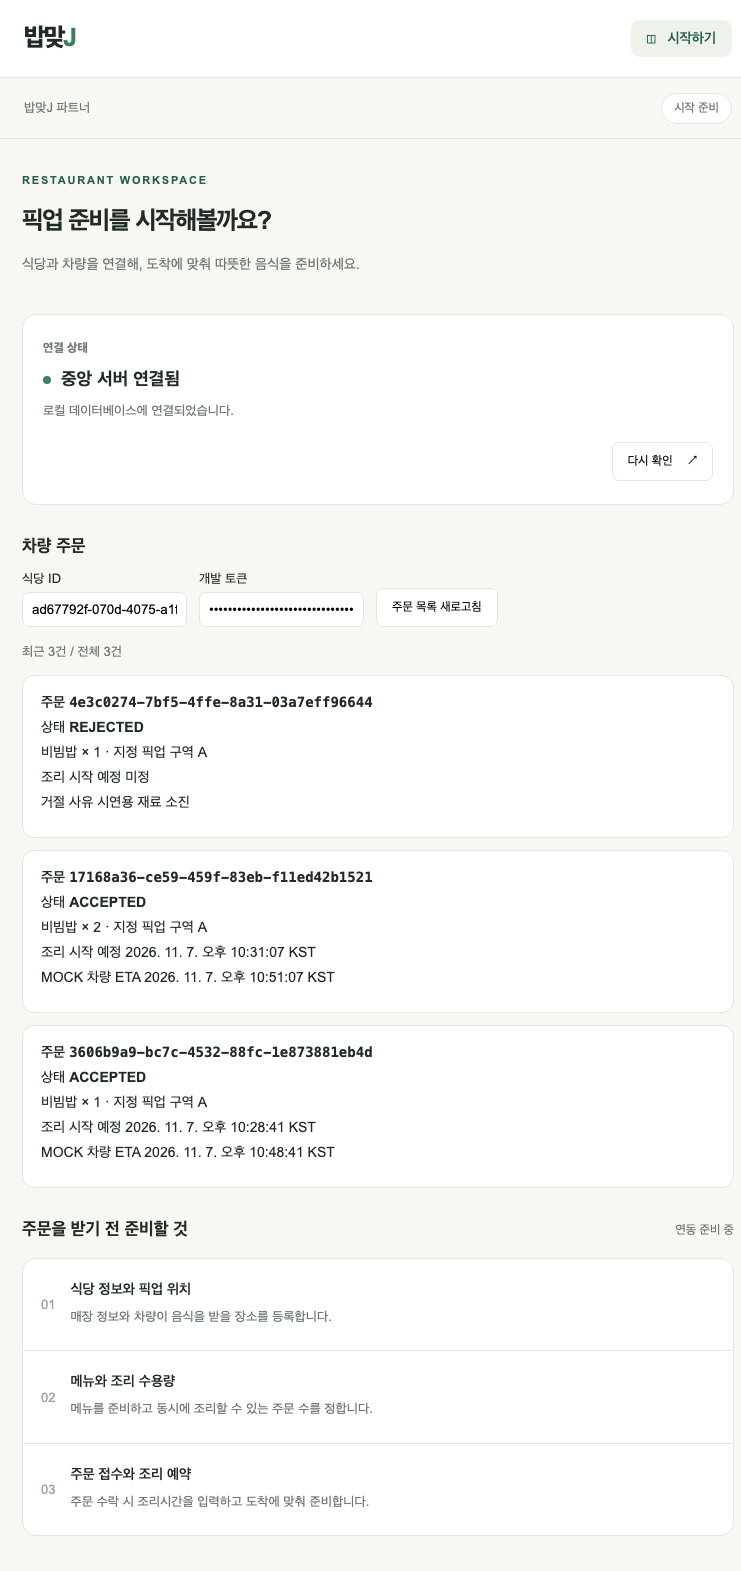 밥맞J
시작하기
밥맞J 파트너
시작 준비
RESTAURANT WORKSPACE
픽업 준비를 시작해볼까요?
식당과 차량을 연결해, 도착에 맞춰 따뜻한 음식을 준비하세요.
연결 상태
중앙 서버 연결됨
로컬 데이터베이스에 연결되었습니다.
다시 확인 ↗
차량 주문
식당 ID
개발 토큰
ad67792f-070d-4075-a1f
••••••••••••••••••••••••••••••
주문 목록 새로고침
최근 3건 / 전체 3건
주문 4e3c0274-7bf5-4ffe-8a31-03a7eff96644
상태 REJECTED
비빔밥 × 1 · 지정 픽업 구역 A
조리 시작 예정 미정
거절 사유 시연용 재료 소진
주문 17168a36-ce59-459f-83eb-f11ed42b1521
상태 ACCEPTED
비빔밥 × 2 · 지정 픽업 구역 A
조리 시작 예정 2026. 11. 7. 오후 10:31:07 KST
MOCK 차량 ETA 2026. 11. 7. 오후 10:51:07 KST
주문 3606b9a9-bc7c-4532-88fc-1e873881eb4d
상태 ACCEPTED
비빔밥 × 1 · 지정 픽업 구역 A
조리 시작 예정 2026. 11. 7. 오후 10:28:41 KST
MOCK 차량 ETA 2026. 11. 7. 오후 10:48:41 KST
주문을 받기 전 준비할 것
연동 준비 중
01
식당 정보와 픽업 위치
매장 정보와 차량이 음식을 받을 장소를 등록합니다.
02
메뉴와 조리 수용량
메뉴를 준비하고 동시에 조리할 수 있는 주문 수를 정합니다.
03
주문 접수와 조리 예약
주문 수락 시 조리시간을 입력하고 도착에 맞춰 준비합니다.